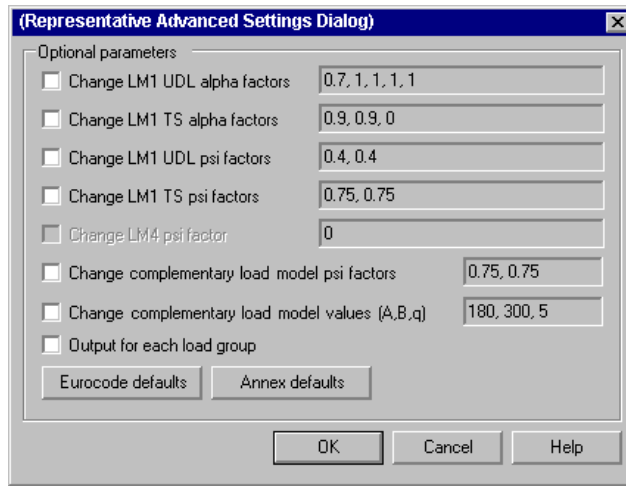 (Representative Advanced Settings Dialog)
Optional parameters
Change LM1 UDL alpha factors 0.7, 1, 1, 1, 1
Change LM1 TS alpha factors 0.9, 0.9, 0
Change LM1 UDL psi factors 0.4, 0.4
Change LM1 TS psi factors 0.75, 0.75
Change LM4 psi factor 0
Change complementary load model psi factors 0.75, 0.75
Change complementary load model values (A,B,q) 180, 300, 5
Output for each load group
Eurocode defaults Annex defaults
OK Cancel Help